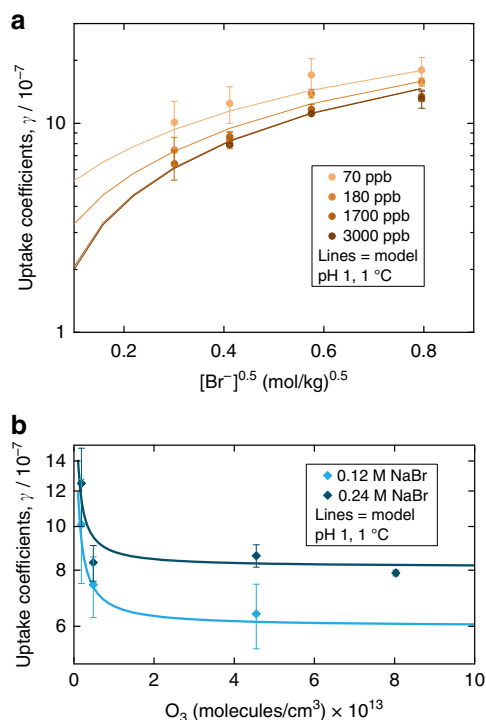 a
Uptake coefficients, γ / 10⁻⁷
10
1
70 ppb
180 ppb
1700 ppb
3000 ppb
Lines = model
pH 1, 1 °C
0.2 0.4 0.6 0.8 1.0
[Br⁻]⁰·⁵ (mol/kg)⁰·⁵
b
Uptake coefficients, γ / 10⁻⁷
14
12
10
8
6
0.12 M NaBr
0.24 M NaBr
Lines = model
pH 1, 1 °C
0 2 4 6 8 10
O₃ (molecules/cm³) × 10¹³